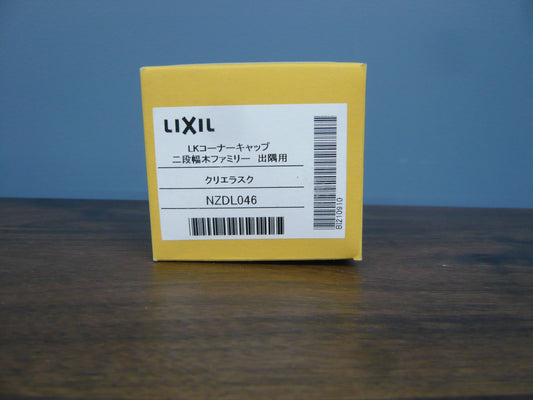 LIXIL
LKコーナーキャップ
二段幅木ファミリー 出隅用
クリエラスク
NZDL046
BI210910